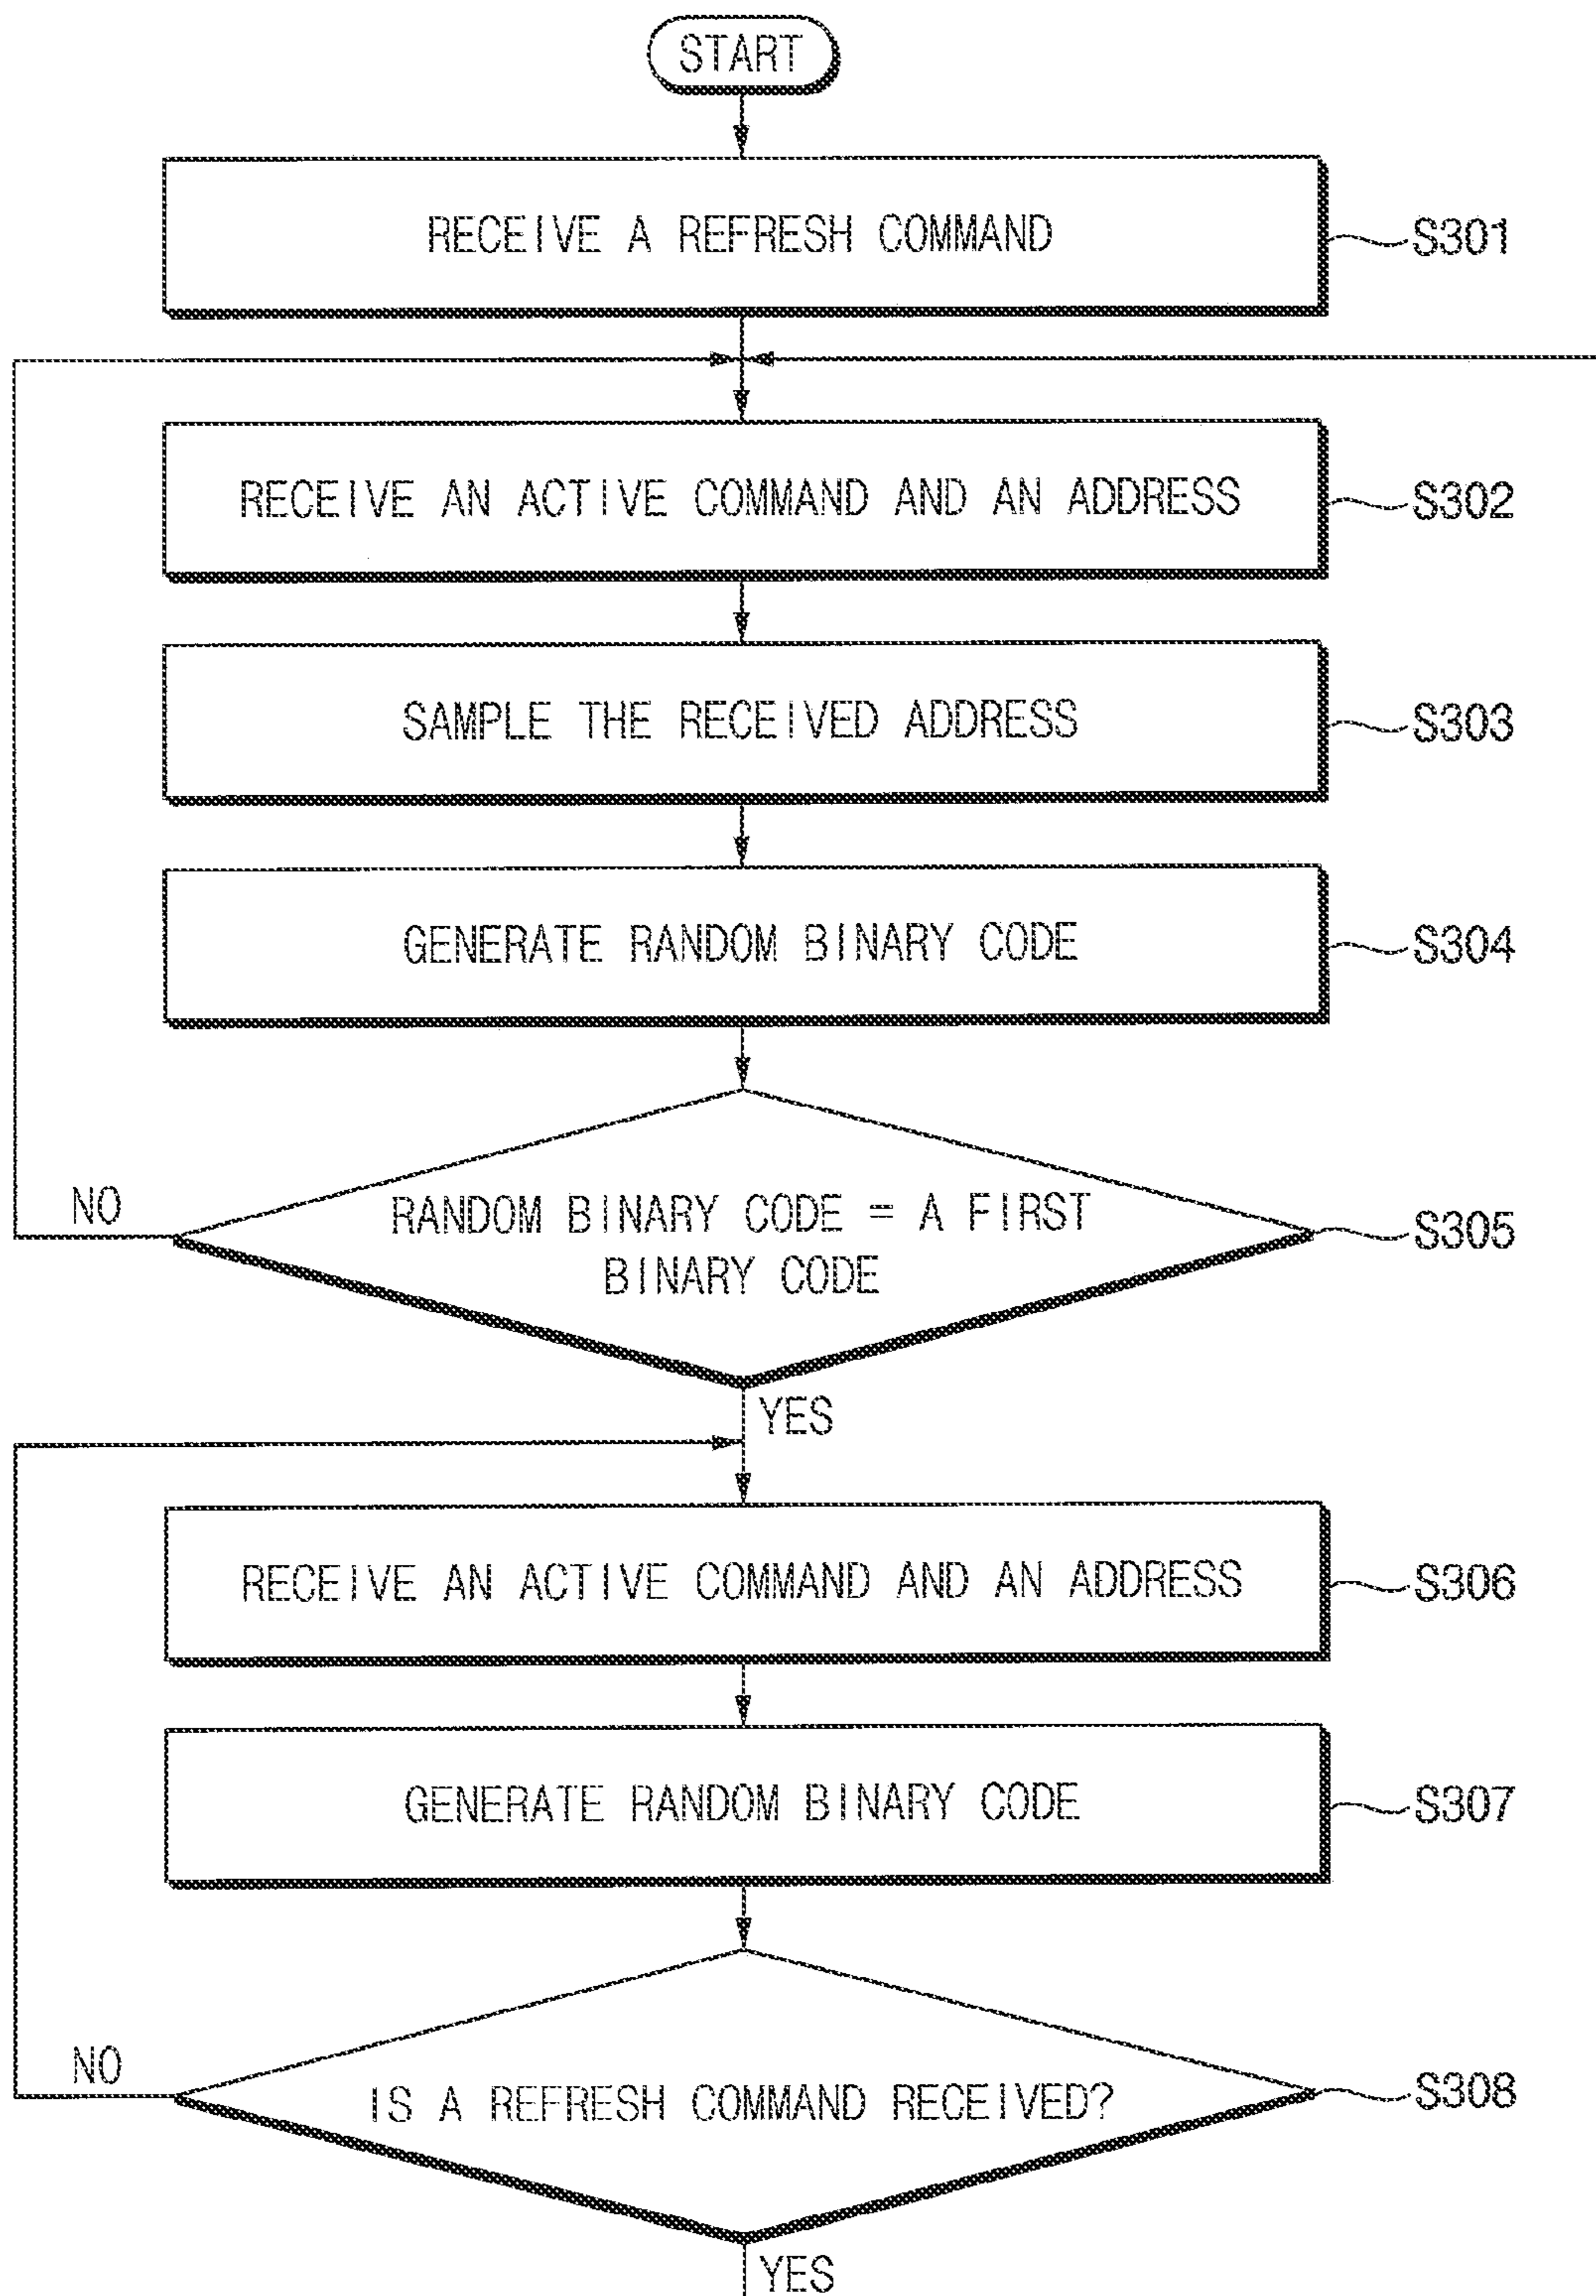 START
RECEIVE A REFRESH COMMAND
S301
RECEIVE AN ACTIVE COMMAND AND AN ADDRESS
S302
SAMPLE THE RECEIVED ADDRESS
S303
GENERATE RANDOM BINARY CODE
S304
NO
RANDOM BINARY CODE = A FIRST
BINARY CODE
S305
YES
RECEIVE AN ACTIVE COMMAND AND AN ADDRESS
S306
GENERATE RANDOM BINARY CODE
S307
NO
IS A REFRESH COMMAND RECEIVED?
S308
YES